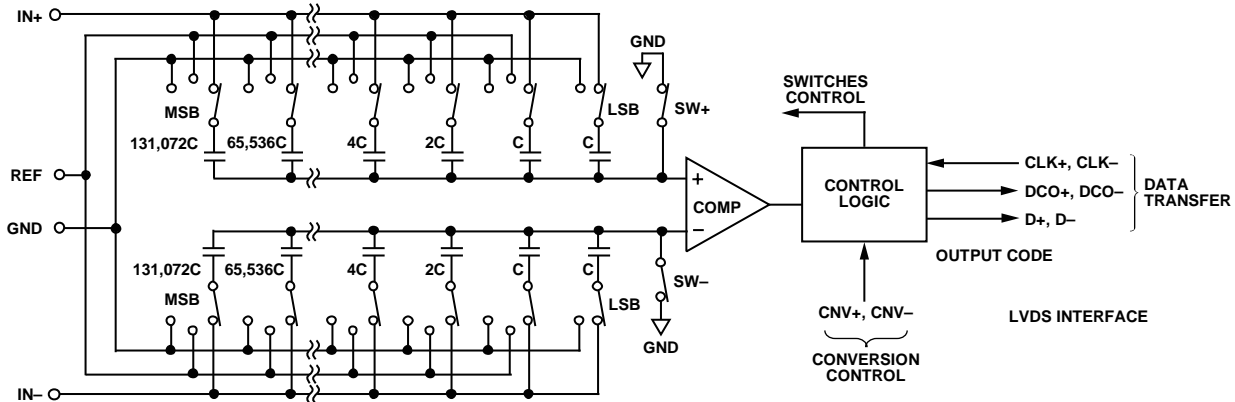 IN+
GND
SWITCHES
CONTROL
MSB
LSB
SW+
131,072C
65,536C
4C
2C
C
C
REF
GND
+
COMP
–
CONTROL
LOGIC
CLK+, CLK–
DCO+, DCO–
D+, D–
DATA
TRANSFER
OUTPUT CODE
131,072C
65,536C
4C
2C
C
C
MSB
LSB
SW–
GND
CNV+, CNV–
CONVERSION
CONTROL
LVDS INTERFACE
IN–